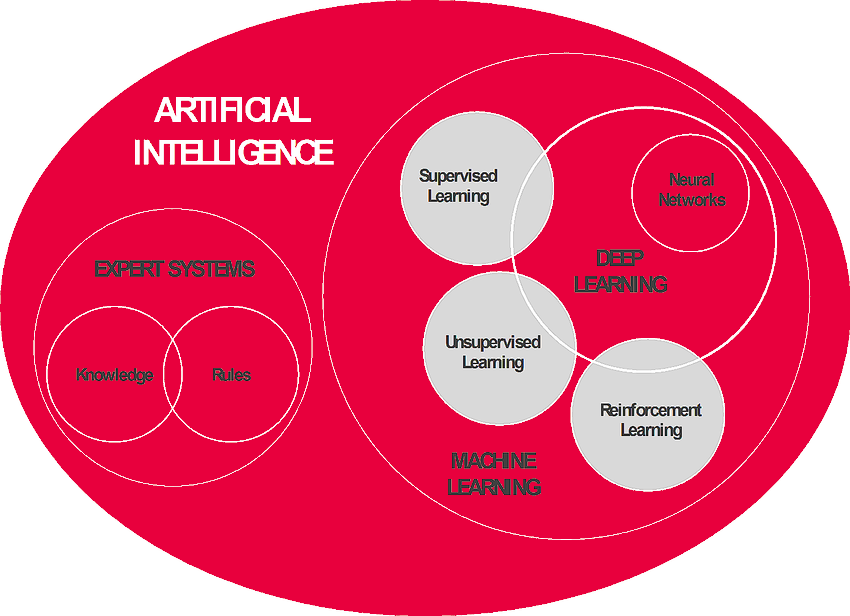 ARTIFICIAL
INTELLIGENCE
EXPERT SYSTEMS
Knowledge
Rules
Supervised
Learning
Neural
Networks
DEEP
LEARNING
Unsupervised
Learning
Reinforcement
Learning
MACHINE
LEARNING